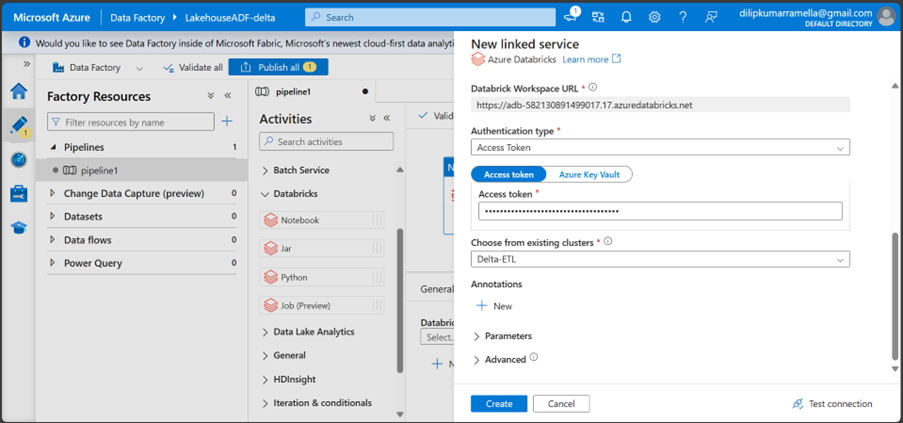 Microsoft Azure
Data Factory
LakehouseADF-delta
Search
1
dilipkumarramella@gmail.com
DEFAULT DIRECTORY
Would you like to see Data Factory inside of Microsoft Fabric, Microsoft's newest cloud-first data analyti
Data Factory
Validate all
Publish all 1
Factory Resources
Filter resources by name
Pipelines 1
pipeline1
Change Data Capture (preview) 0
Datasets 0
Data flows 0
Power Query 0
1
pipeline1
Activities
Search activities
Batch Service
Databricks
Notebook
Jar
Python
Job (Preview)
Data Lake Analytics
General
HDInsight
Iteration & conditionals
Valid
N
General
Databric
Select...
N
New linked service
Azure Databricks Learn more
Databrick Workspace URL *
https://adb-582130891499017.17.azuredatabricks.net
Authentication type *
Access Token
Access token Azure Key Vault
Access token *
••••••••••••••••••••••••••••••••••••
Choose from existing clusters *
Delta-ETL
Annotations
New
Parameters
Advanced
Create Cancel Test connection